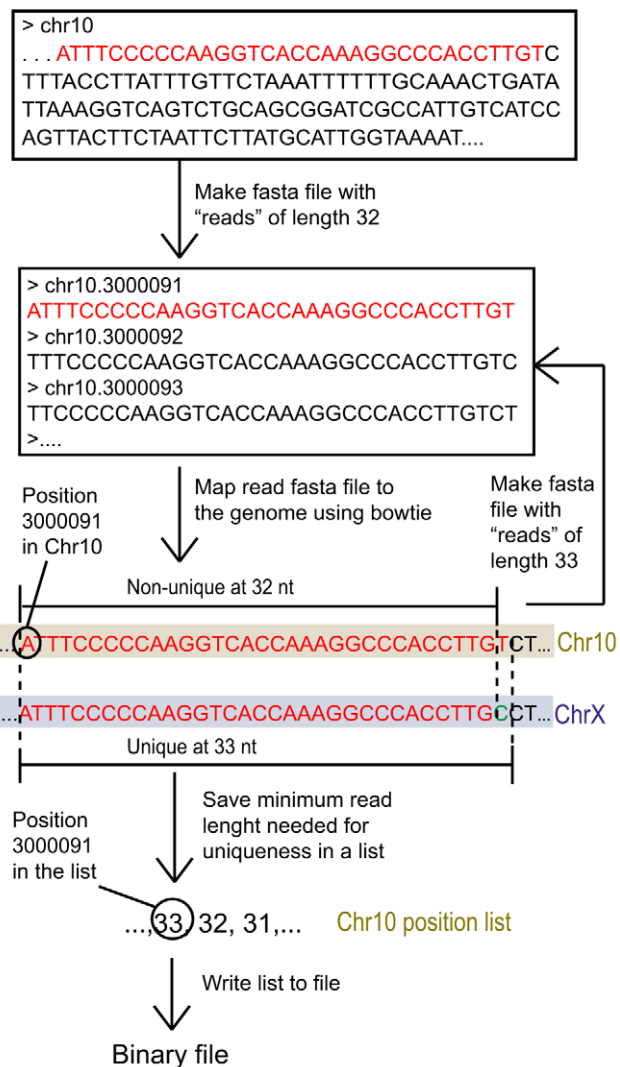 > chr10
. . . ATTTCCCCCAAGGTCACCAAAGGCCCACCTTGTC
TTTACCTTATTTGTTCTAAATTTTTTGCAAACTGATA
TTAAAGGTCAGTCTGCAGCGGATCGCCATTGTCATCC
AGTTACTTCTAATTCTTATGCATTGGTAAAAT....
Make fasta file with
“reads” of length 32
> chr10.3000091
ATTTCCCCCAAGGTCACCAAAGGCCCACCTTGT
> chr10.3000092
TTTCCCCCAAGGTCACCAAAGGCCCACCTTGTC
> chr10.3000093
TTCCCCCAAGGTCACCAAAGGCCCACCTTGTCT
>....
Position
3000091
in Chr10
Map read fasta file to
the genome using bowtie
Make fasta
file with
“reads” of
length 33
Non-unique at 32 nt
...ATTTCCCCCAAGGTCACCAAAGGCCCACCTTGTCT... Chr10
...ATTTCCCCCAAGGTCACCAAAGGCCCACCTTGCCT... ChrX
Unique at 33 nt
Position
3000091
in the list
Save minimum read
lenght needed for
uniqueness in a list
...,33, 32, 31,... Chr10 position list
Write list to file
Binary file